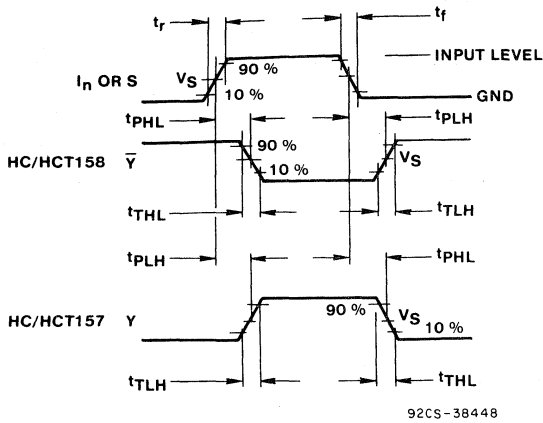 tr tf
INPUT LEVEL
In OR S VS 90 %
10 % GND
tPHL tPLH
HC/HCT158 Y̅ 90 % VS
10 %
tTHL tTLH
tPLH tPHL
HC/HCT157 Y 90 % VS 10 %
tTLH tTHL
92CS-38448